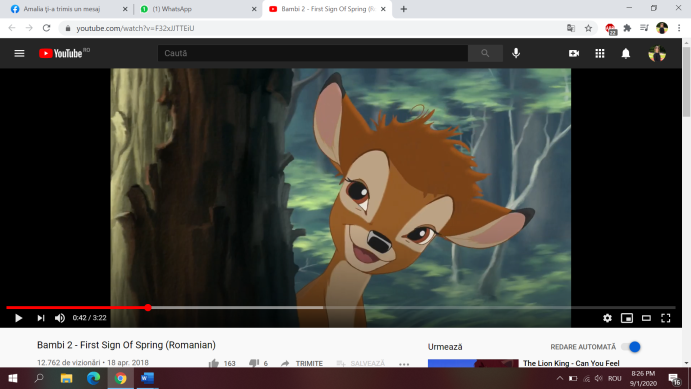 Amalia ți-a trimis un mesaj
(1) WhatsApp
Bambi 2 - First Sign Of Spring (R
youtube.com/watch?v=F32xJJTTEiU
22
YouTube RO
Caută
0:42 / 3:22
Bambi 2 - First Sign Of Spring (Romanian)
12.762 de vizionări • 18 apr. 2018
163
6
TRIMITE
SALVEAZĂ
Urmează
REDARE AUTOMATĂ
The Lion King - Can You Feel
ROU
8:26 PM
9/1/2020
16